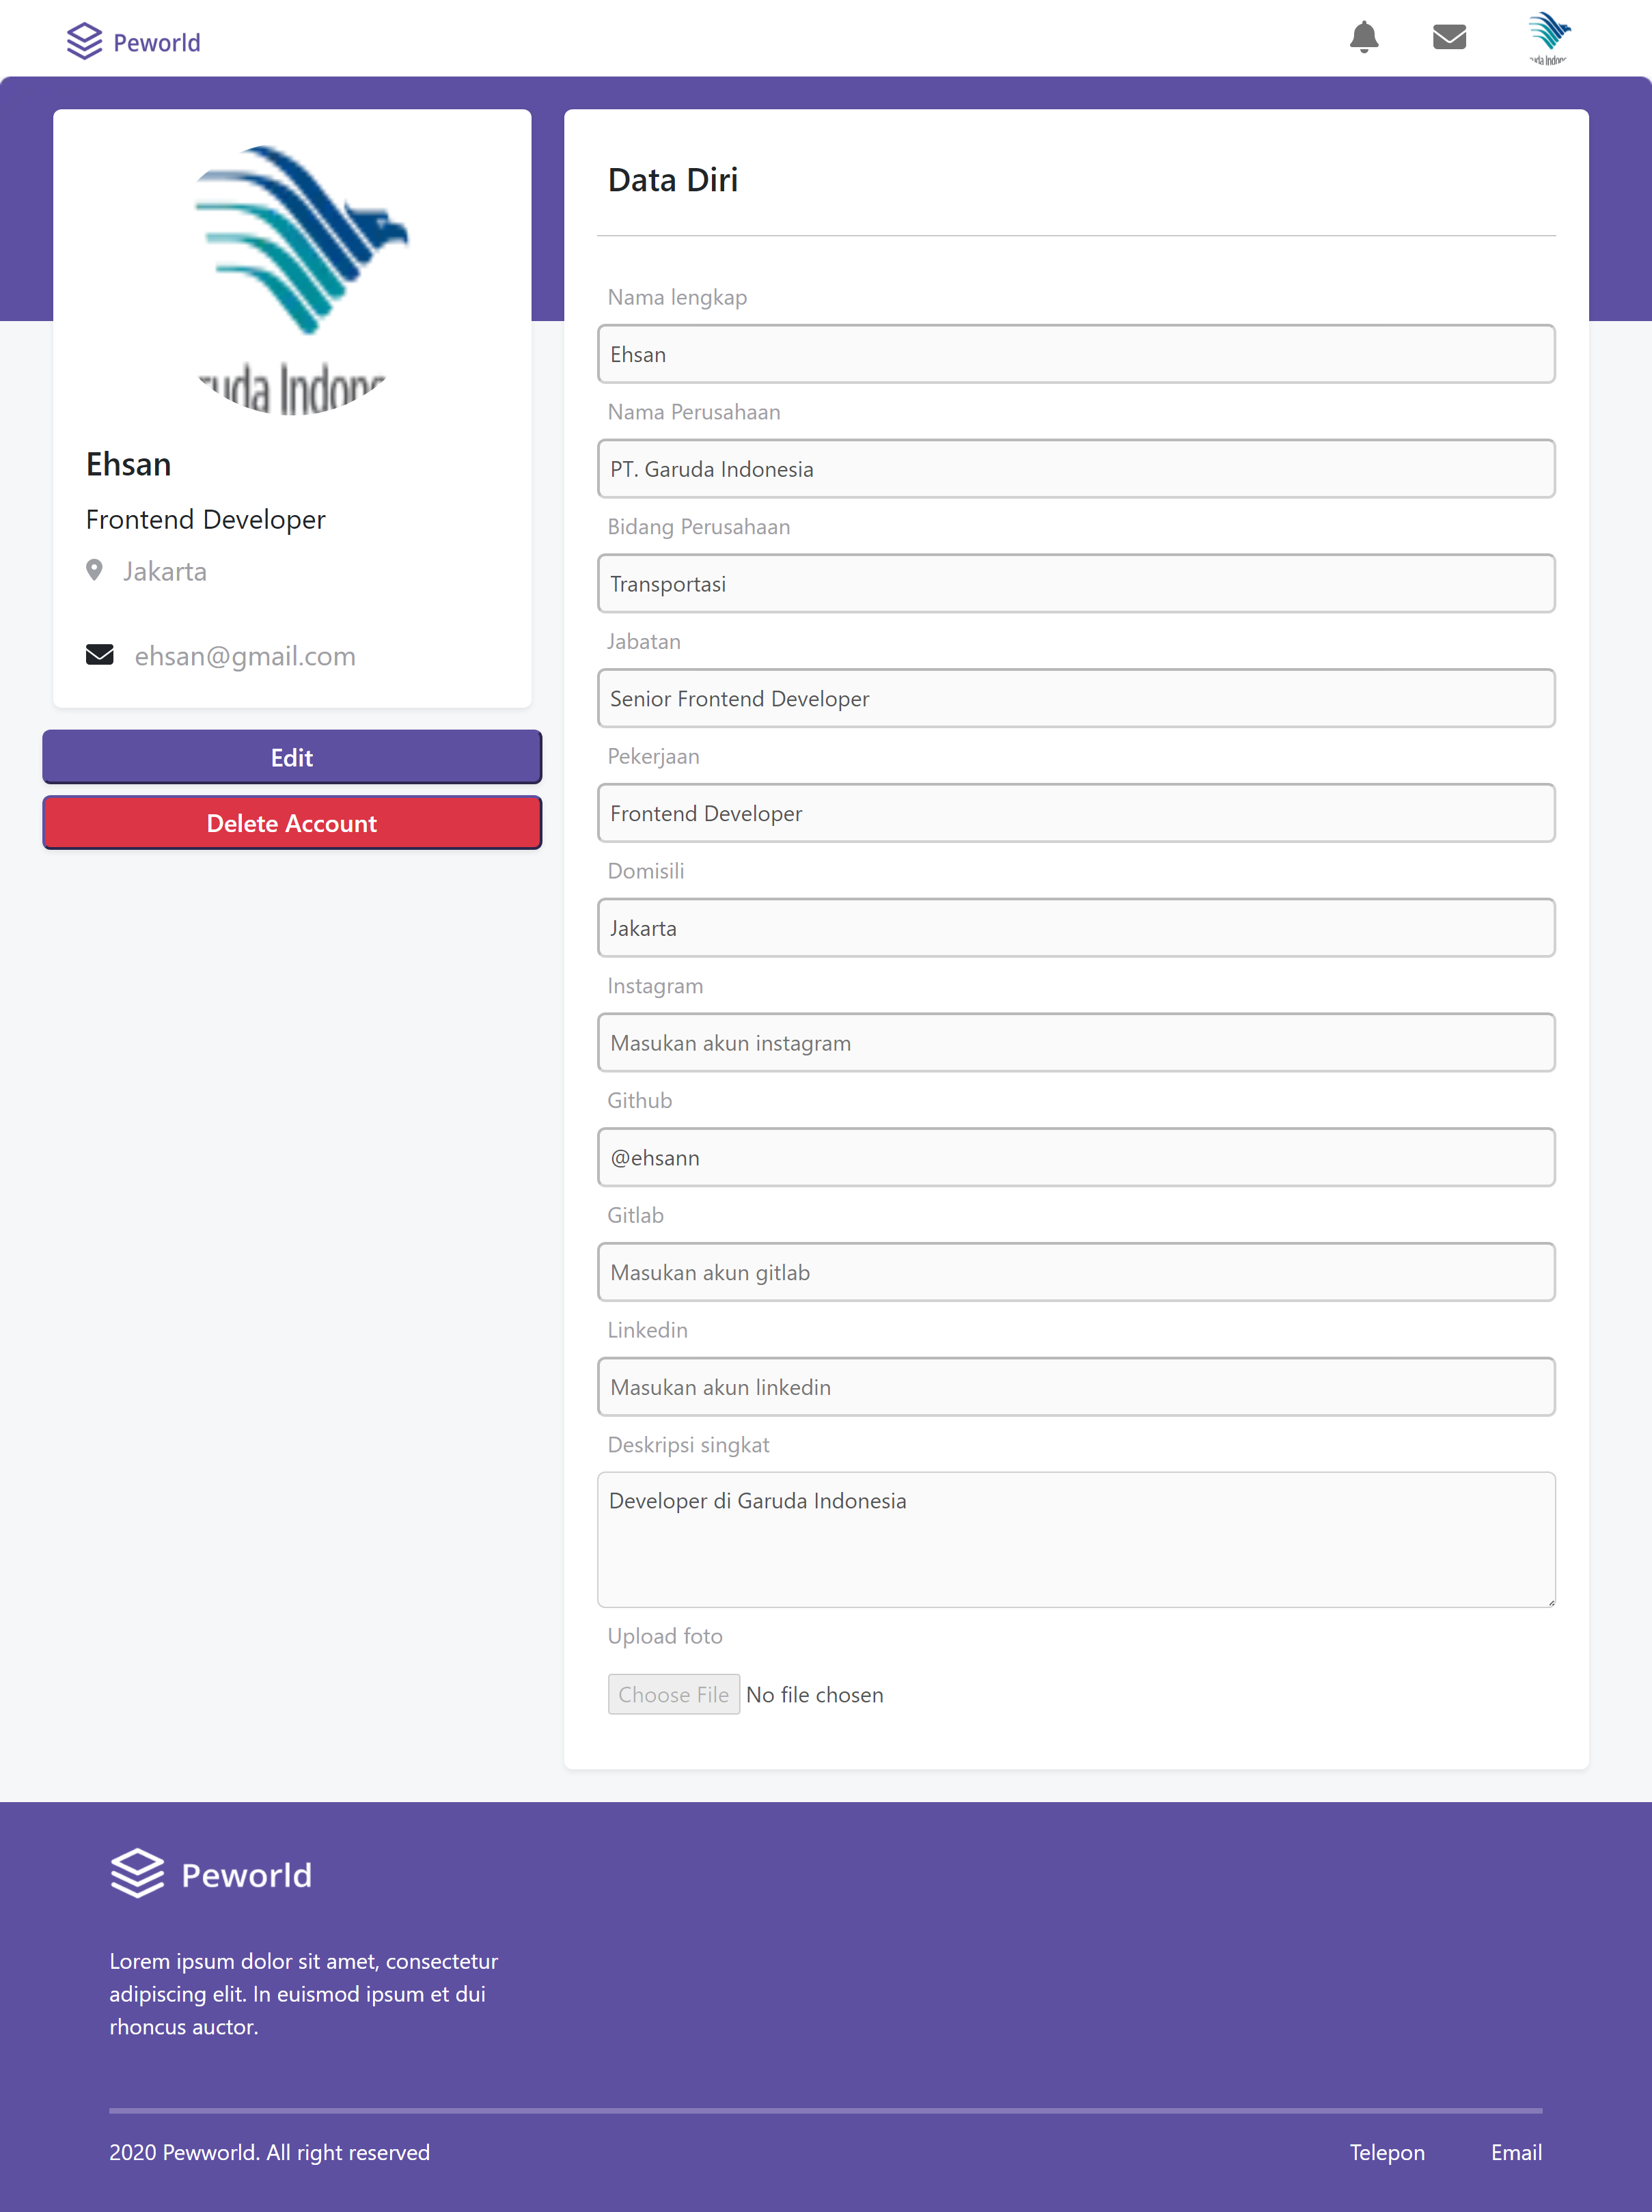 Peworld
Ehsan
Frontend Developer
Jakarta
ehsan@gmail.com
Edit
Delete Account
Data Diri
Nama lengkap
Ehsan
Nama Perusahaan
PT. Garuda Indonesia
Bidang Perusahaan
Transportasi
Jabatan
Senior Frontend Developer
Pekerjaan
Frontend Developer
Domisili
Jakarta
Instagram
Masukan akun instagram
Github
@ehsann
Gitlab
Masukan akun gitlab
Linkedin
Masukan akun linkedin
Deskripsi singkat
Developer di Garuda Indonesia
Upload foto
Choose File No file chosen
Peworld
Lorem ipsum dolor sit amet, consectetur
adipiscing elit. In euismod ipsum et dui
rhoncus auctor.
2020 Pewworld. All right reserved
Telepon Email